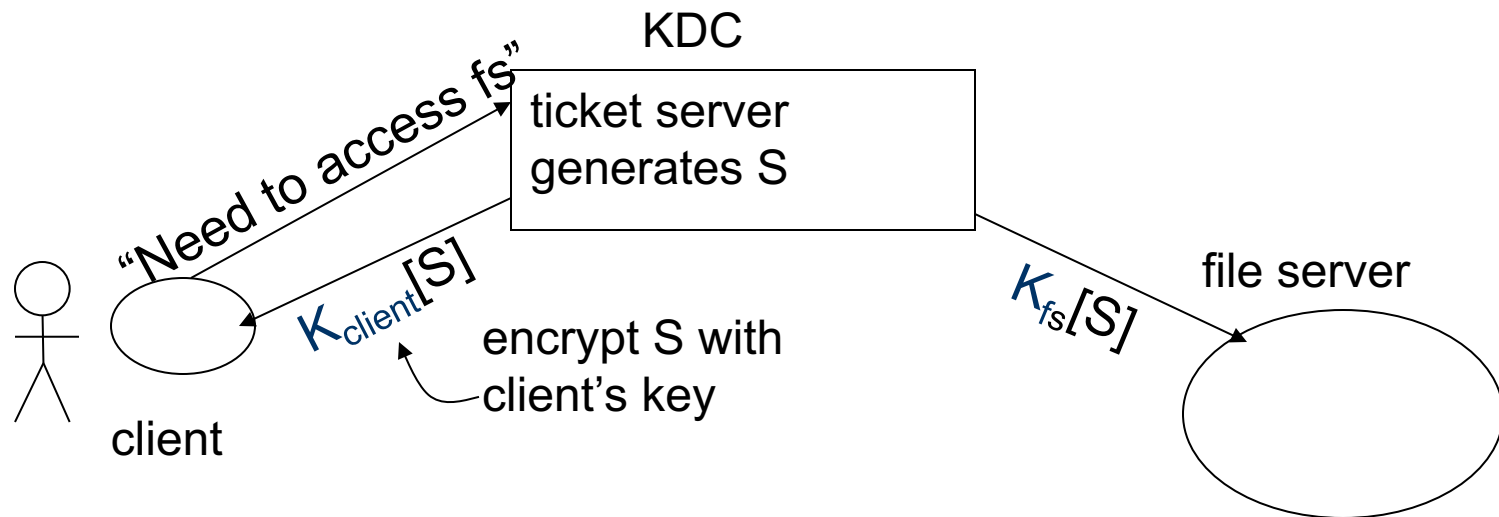 KDC
“Need to access fs”
ticket server
generates S
Kclient[S]
encrypt S with
client’s key
Kfs[S]
file server
client